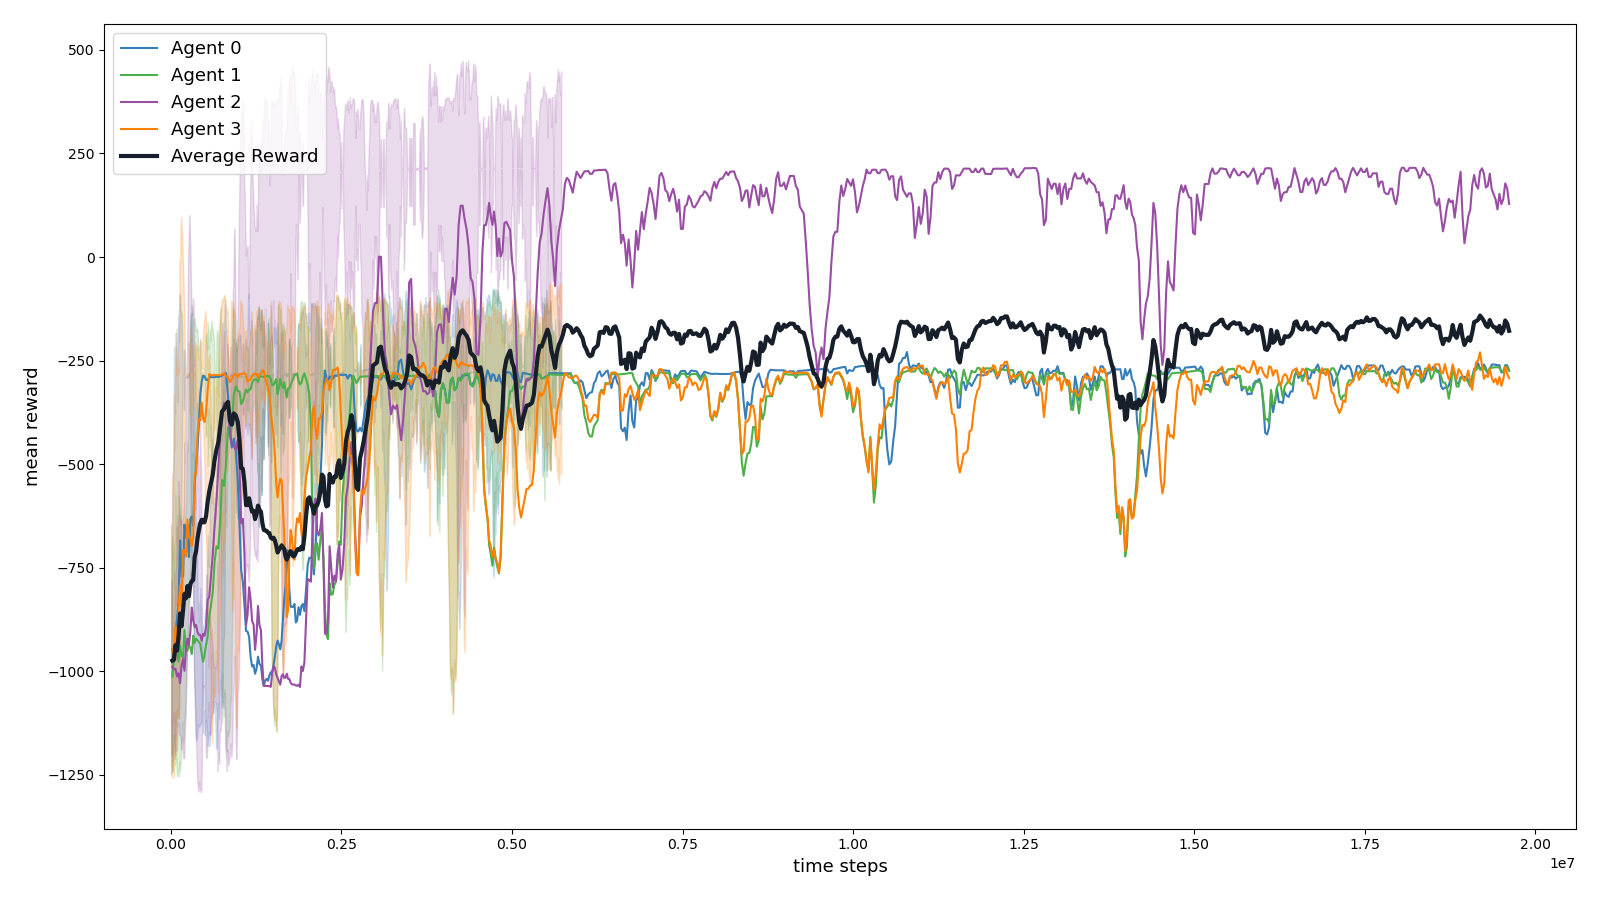 Agent 0
Agent 1
Agent 2
Agent 3
Average Reward
500
250
0
−250
−500
−750
−1000
−1250
mean reward
0.00
0.25
0.50
0.75
1.00
1.25
1.50
1.75
2.00
1e7
time steps